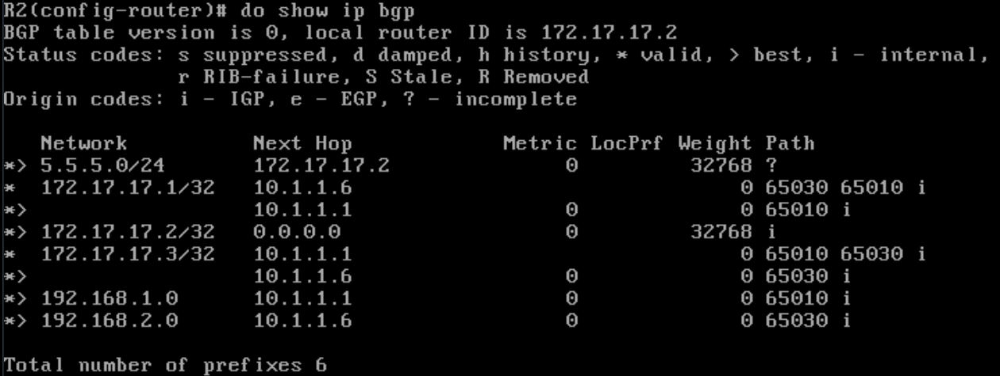 R2(config-router)# do show ip bgp
BGP table version is 0, local router ID is 172.17.17.2
Status codes: s suppressed, d damped, h history, * valid, > best, i - internal,
              r RIB-failure, S Stale, R Removed
Origin codes: i - IGP, e - EGP, ? - incomplete

   Network          Next Hop            Metric LocPrf Weight Path
*> 5.5.5.0/24       172.17.17.2              0         32768 ?
*  172.17.17.1/32   10.1.1.6                               0 65030 65010 i
*>                  10.1.1.1                 0             0 65010 i
*> 172.17.17.2/32   0.0.0.0                  0         32768 i
*  172.17.17.3/32   10.1.1.1                               0 65010 65030 i
*>                  10.1.1.6                 0             0 65030 i
*> 192.168.1.0      10.1.1.1                 0             0 65010 i
*> 192.168.2.0      10.1.1.6                 0             0 65030 i

Total number of prefixes 6